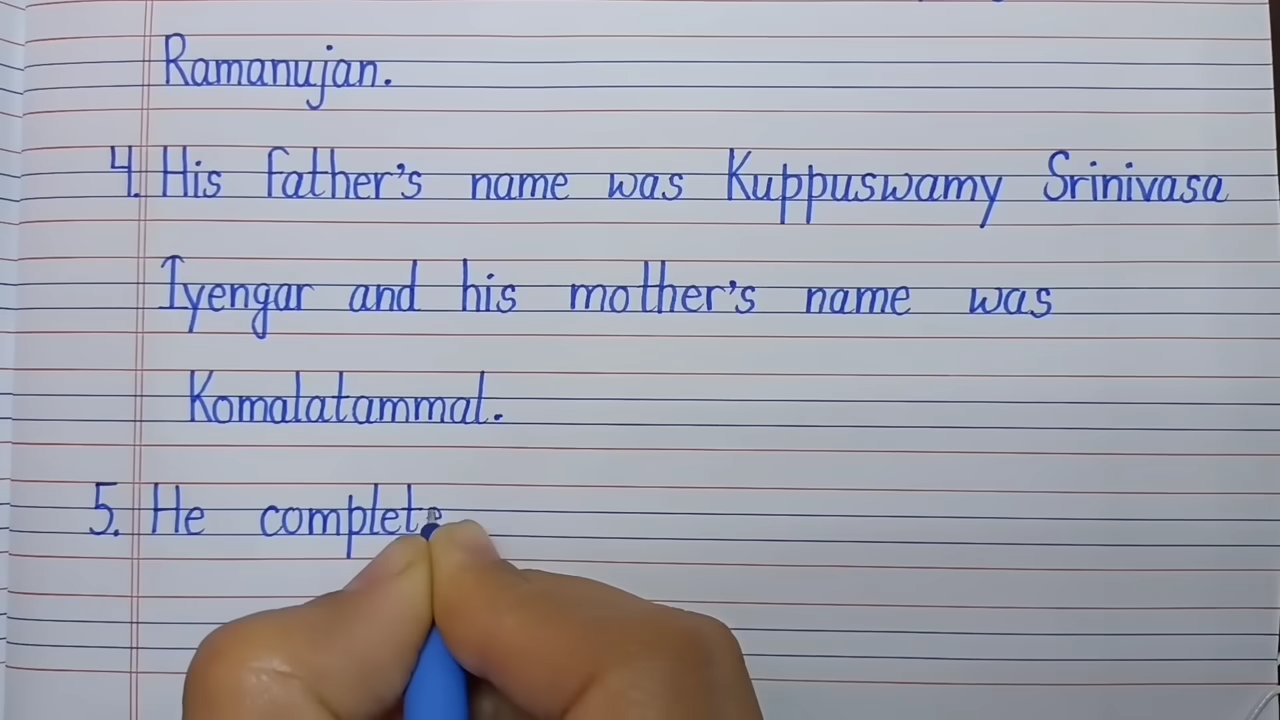 Ramanujan.
4. His father's name was Kuppuswamy Srinivasa
Iyengar and his mother's name was
Komalatammal.
5. He complete